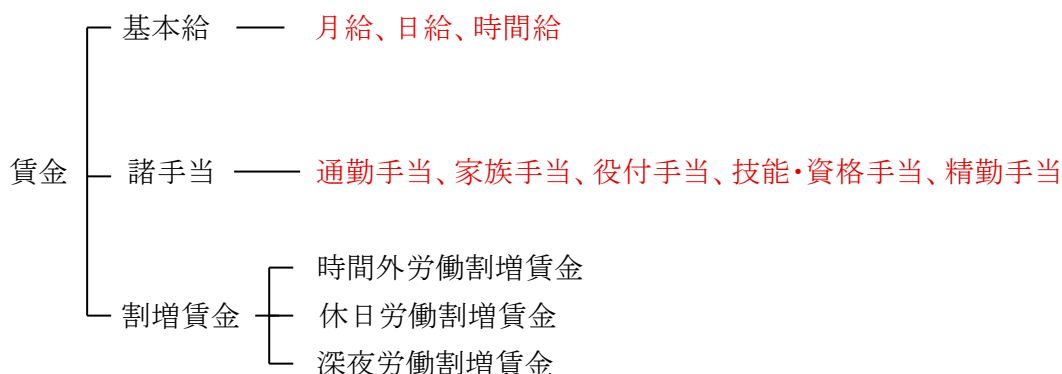 基本給 月給、日給、時間給
賃金 諸手当 通勤手当、家族手当、役付手当、技能・資格手当、精勤手当
時間外労働割増賃金
割増賃金 休日労働割増賃金
深夜労働割増賃金